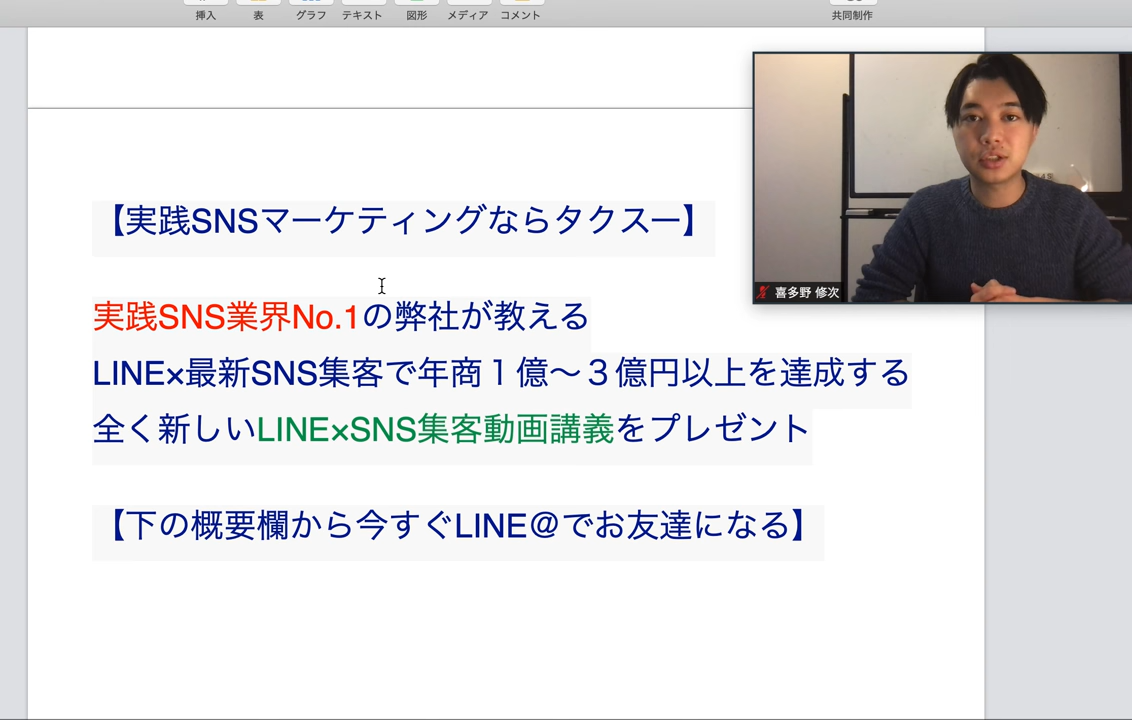 挿入 表 グラフ テキスト 図形 メディア コメント 共同制作
【実践SNSマーケティングならタクスー】
喜多野 修次
実践SNS業界No.1の弊社が教える
LINE×最新SNS集客で年商１億〜３億円以上を達成する
全く新しいLINE×SNS集客動画講義をプレゼント
【下の概要欄から今すぐLINE@でお友達になる】